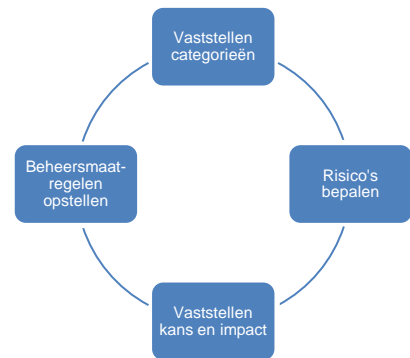 Vaststellen
categorieën
Risico's
bepalen
Vaststellen
kans en impact
Beheersmaat-
regelen
opstellen